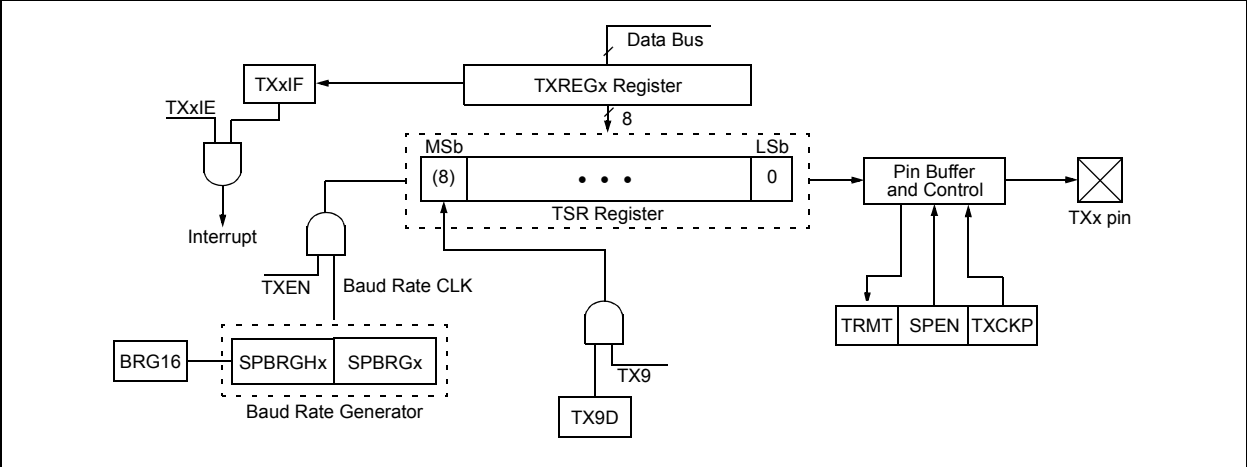 Data Bus
TXxIF
TXREGx Register
TXxIE
8
MSb
LSb
(8)
• • •
0
Pin Buffer
and Control
TSR Register
TXx pin
Interrupt
TXEN
Baud Rate CLK
TRMT
SPEN
TXCKP
BRG16
SPBRGHx
SPBRGx
TX9
Baud Rate Generator
TX9D